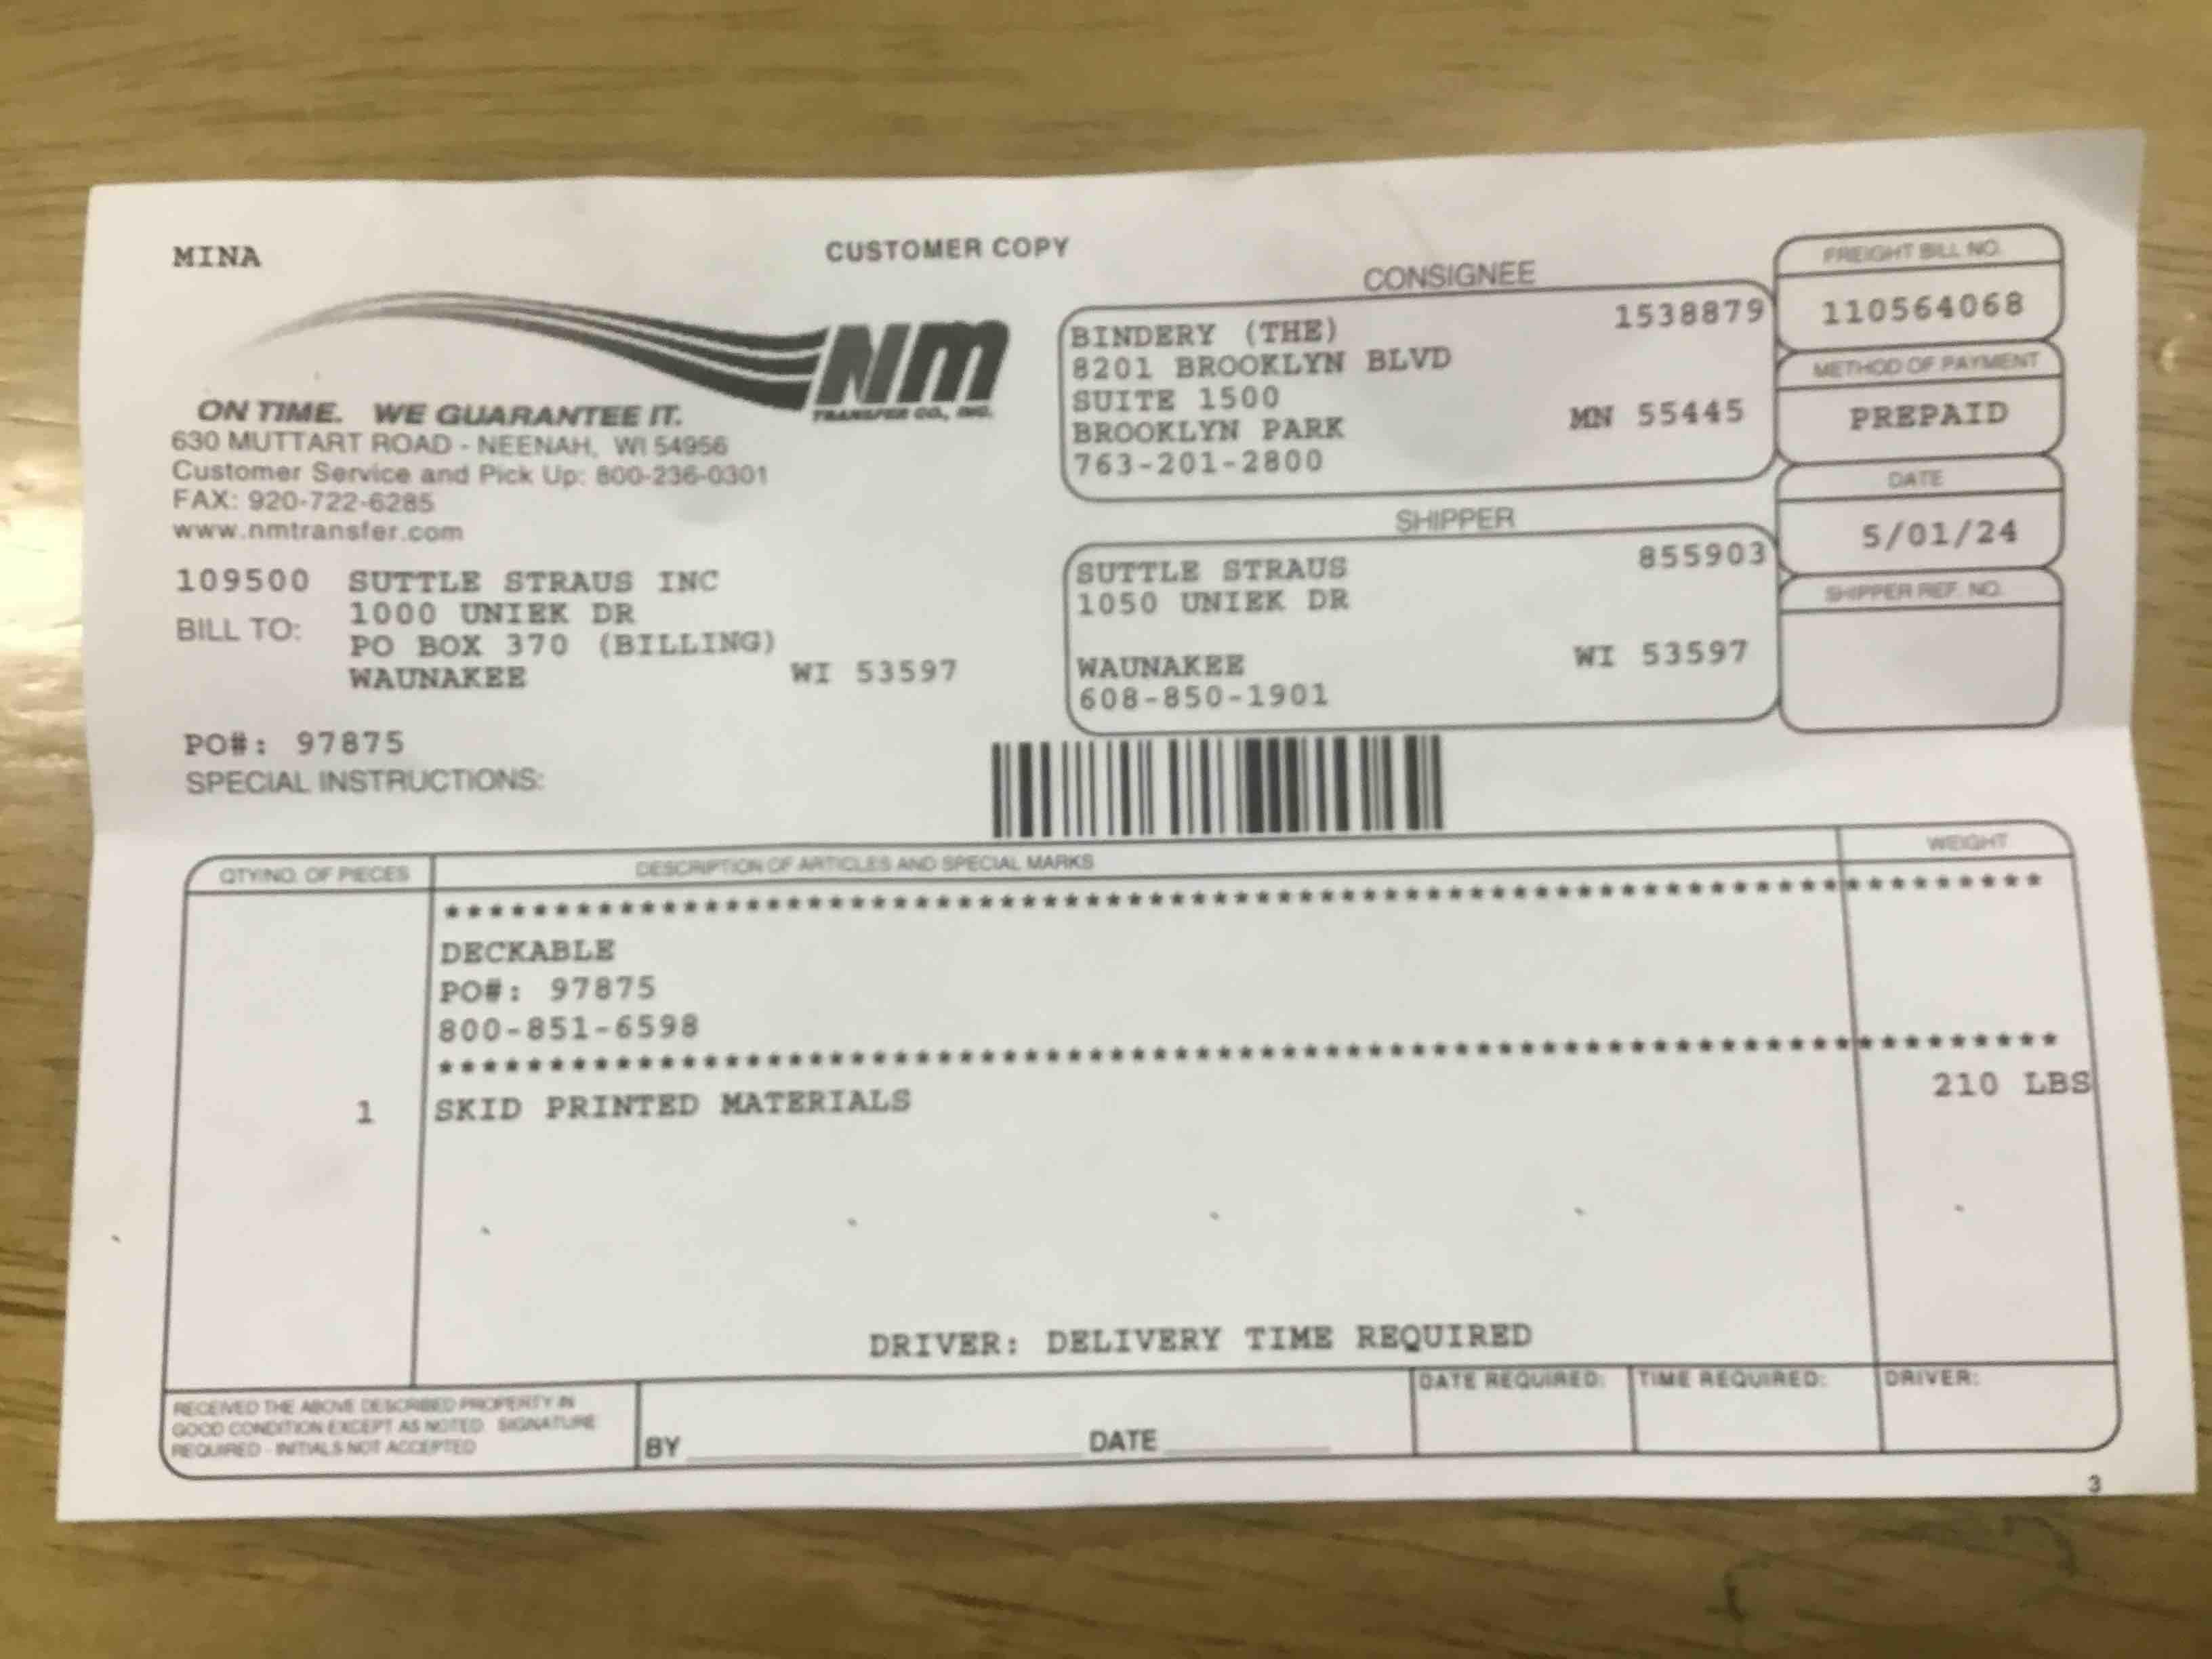 MINA
CUSTOMER COPY
NM
TRANSFER CO., INC.
ON TIME. WE GUARANTEE IT.
630 MUTTART ROAD - NEENAH, WI 54956
Customer Service and Pick Up: 800-236-0301
FAX: 920-722-6285
www.nmtransfer.com
109500 SUTTLE STRAUS INC
1000 UNIEK DR
BILL TO: PO BOX 370 (BILLING)
WAUNAKEE WI 53597
PO#: 97875
SPECIAL INSTRUCTIONS:
CONSIGNEE
1538879
BINDERY (THE)
8201 BROOKLYN BLVD
SUITE 1500
BROOKLYN PARK MN 55445
763-201-2800
SHIPPER
SUTTLE STRAUS 855903
1050 UNIEK DR
WAUNAKEE WI 53597
608-850-1901
FREIGHT BILL NO.
110564068
METHOD OF PAYMENT
PREPAID
DATE
5/01/24
SHIPPER REF. NO.
QTY/NO. OF PIECES DESCRIPTION OF ARTICLES AND SPECIAL MARKS WEIGHT
*************************************************************************
DECKABLE
PO#: 97875
800-851-6598
*************************************************************************
1 SKID PRINTED MATERIALS 210 LBS
DRIVER: DELIVERY TIME REQUIRED
RECEIVED THE ABOVE DESCRIBED PROPERTY IN
GOOD CONDITION EXCEPT AS NOTED. SIGNATURE
REQUIRED - INITIALS NOT ACCEPTED
BY DATE
DATE REQUIRED: TIME REQUIRED: DRIVER:
3